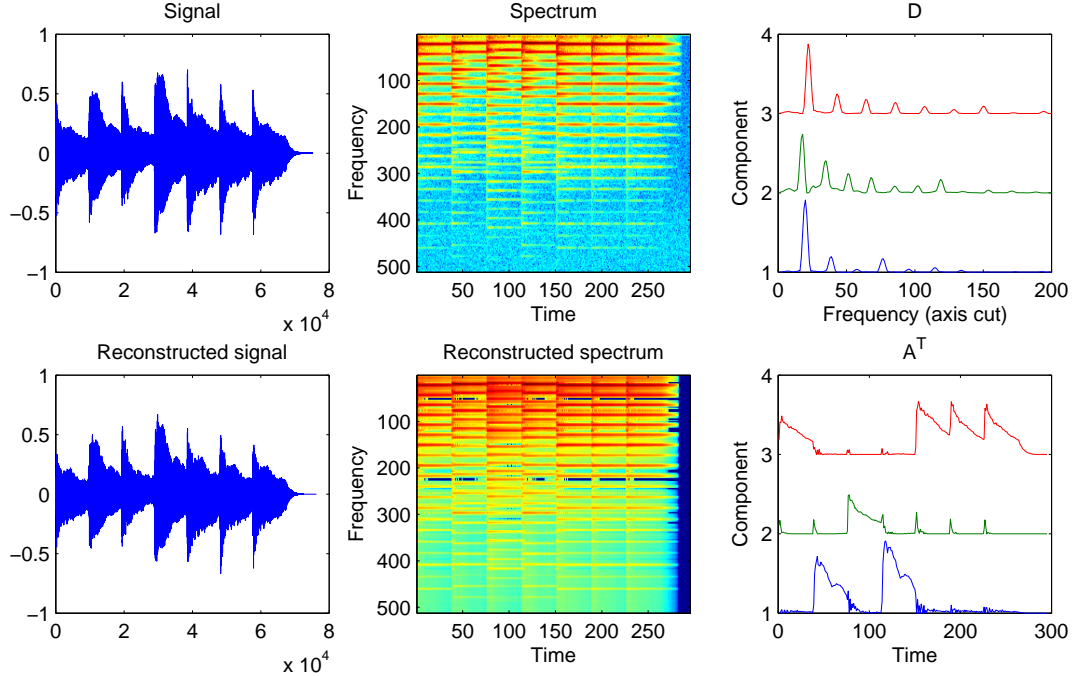 Signal
1
0.5
0
−0.5
−1
0 2 4 6 8
x 10^4
Spectrum
Frequency
100
200
300
400
500
50 100 150 200 250
Time
D
Component
4
3
2
1
0 50 100 150 200
Frequency (axis cut)
Reconstructed signal
1
0.5
0
−0.5
−1
0 2 4 6 8
x 10^4
Reconstructed spectrum
Frequency
100
200
300
400
500
50 100 150 200 250
Time
A^T
Component
4
3
2
1
0 100 200 300
Time